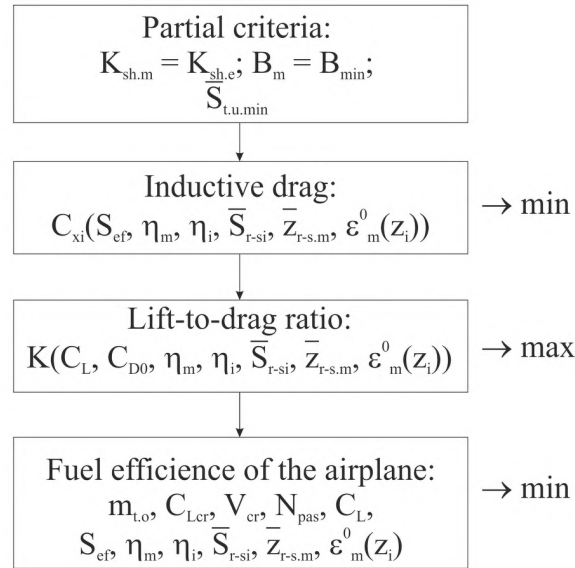 Partial criteria:
K_sh.m = K_sh.e; B_m = B_min;
S̅_t.u.min
Inductive drag:
C_xi(S_ef, η_m, η_i, S̅_r-si, z̅_r-s.m, ε⁰_m(z_i))
→ min
Lift-to-drag ratio:
K(C_L, C_D0, η_m, η_i, S̅_r-si, z̅_r-s.m, ε⁰_m(z_i))
→ max
Fuel efficience of the airplane:
m_t.o, C_Lcr, V_cr, N_pas, C_L,
S_ef, η_m, η_i, S̅_r-si, z̅_r-s.m, ε⁰_m(z_i)
→ min